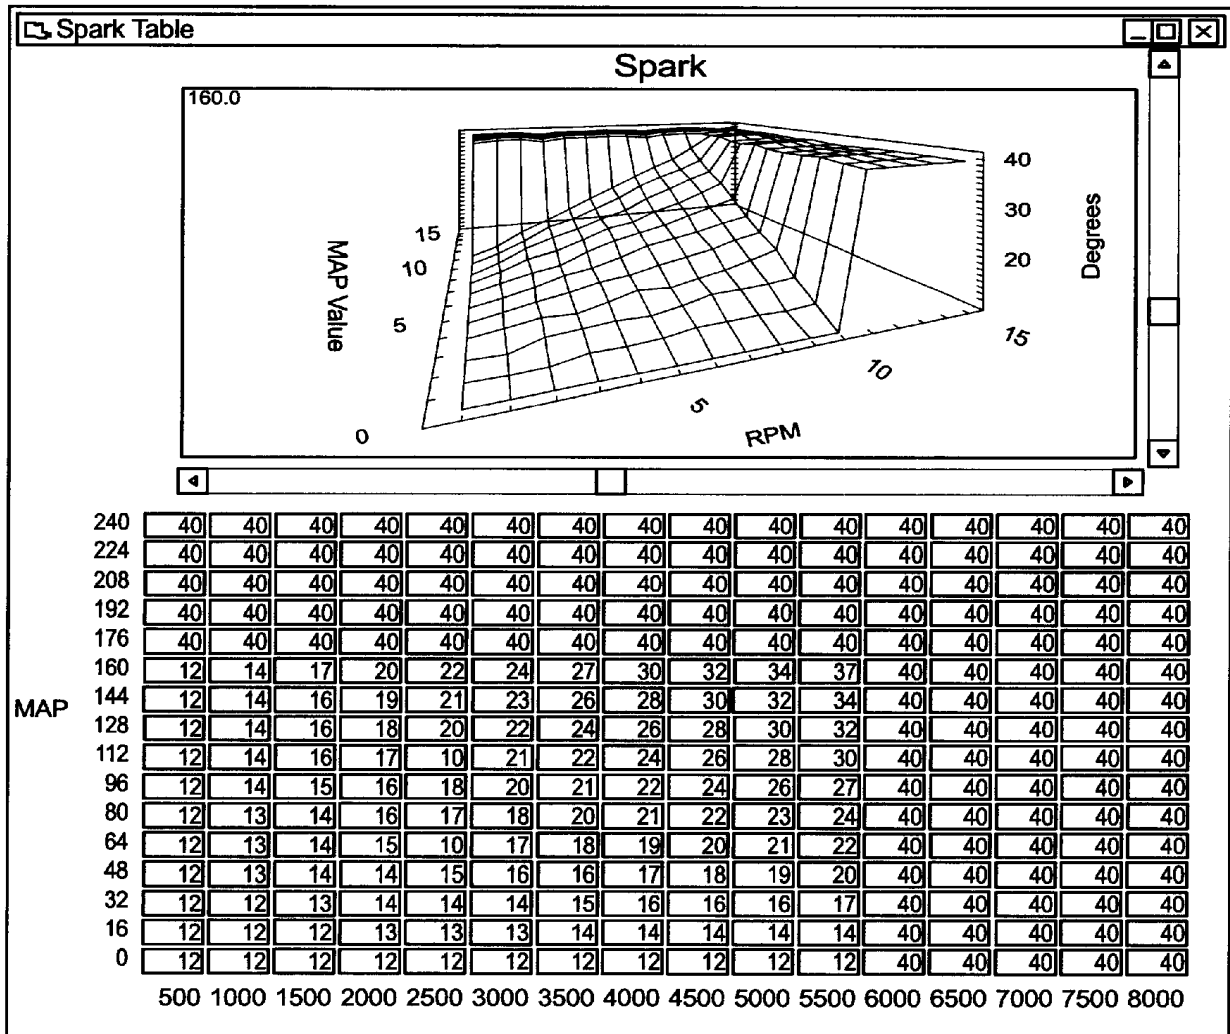 Spark Table
Spark
160.0
40
30
20
Degrees
15
10
5
0
MAP Value
5
10
15
RPM
240 40 40 40 40 40 40 40 40 40 40 40 40 40 40 40 40
224 40 40 40 40 40 40 40 40 40 40 40 40 40 40 40 40
208 40 40 40 40 40 40 40 40 40 40 40 40 40 40 40 40
192 40 40 40 40 40 40 40 40 40 40 40 40 40 40 40 40
176 40 40 40 40 40 40 40 40 40 40 40 40 40 40 40 40
160 12 14 17 20 22 24 27 30 32 34 37 40 40 40 40 40
MAP
144 12 14 16 19 21 23 26 28 30 32 34 40 40 40 40 40
128 12 14 16 18 20 22 24 26 28 30 32 40 40 40 40 40
112 12 14 16 17 10 21 22 24 26 28 30 40 40 40 40 40
96 12 14 15 16 18 20 21 22 24 26 27 40 40 40 40 40
80 12 13 14 16 17 18 20 21 22 23 24 40 40 40 40 40
64 12 13 14 15 10 17 18 19 20 21 22 40 40 40 40 40
48 12 13 14 14 15 16 16 17 18 19 20 40 40 40 40 40
32 12 12 13 14 14 14 15 16 16 16 17 40 40 40 40 40
16 12 12 12 13 13 13 14 14 14 14 14 40 40 40 40 40
0 12 12 12 12 12 12 12 12 12 12 12 40 40 40 40 40
500 1000 1500 2000 2500 3000 3500 4000 4500 5000 5500 6000 6500 7000 7500 8000